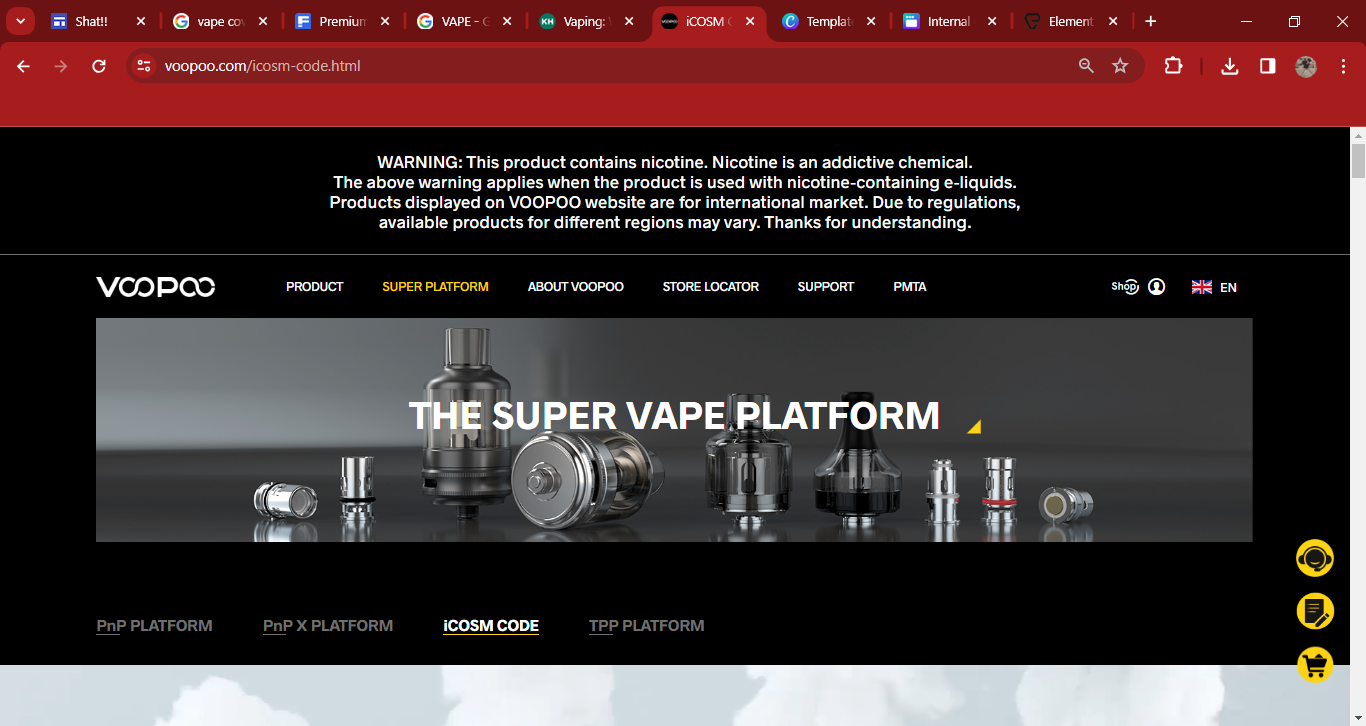 Shat!!
vape cov
Premium
VAPE - G
KH
Vaping:
iCOSM C
Templat
Internal
Element
voopoo.com/icosm-code.html
WARNING: This product contains nicotine. Nicotine is an addictive chemical.
The above warning applies when the product is used with nicotine-containing e-liquids.
Products displayed on VOOPOO website are for international market. Due to regulations,
available products for different regions may vary. Thanks for understanding.
VOOPOO
PRODUCT
SUPER PLATFORM
ABOUT VOOPOO
STORE LOCATOR
SUPPORT
PMTA
Shop
EN
THE SUPER VAPE PLATFORM
PnP PLATFORM
PnP X PLATFORM
iCOSM CODE
TPP PLATFORM